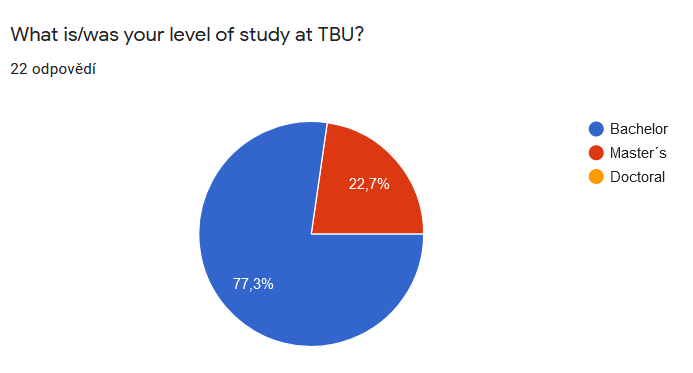 What is/was your level of study at TBU?
22 odpovědí
Bachelor
Master´s
Doctoral
22,7%
77,3%